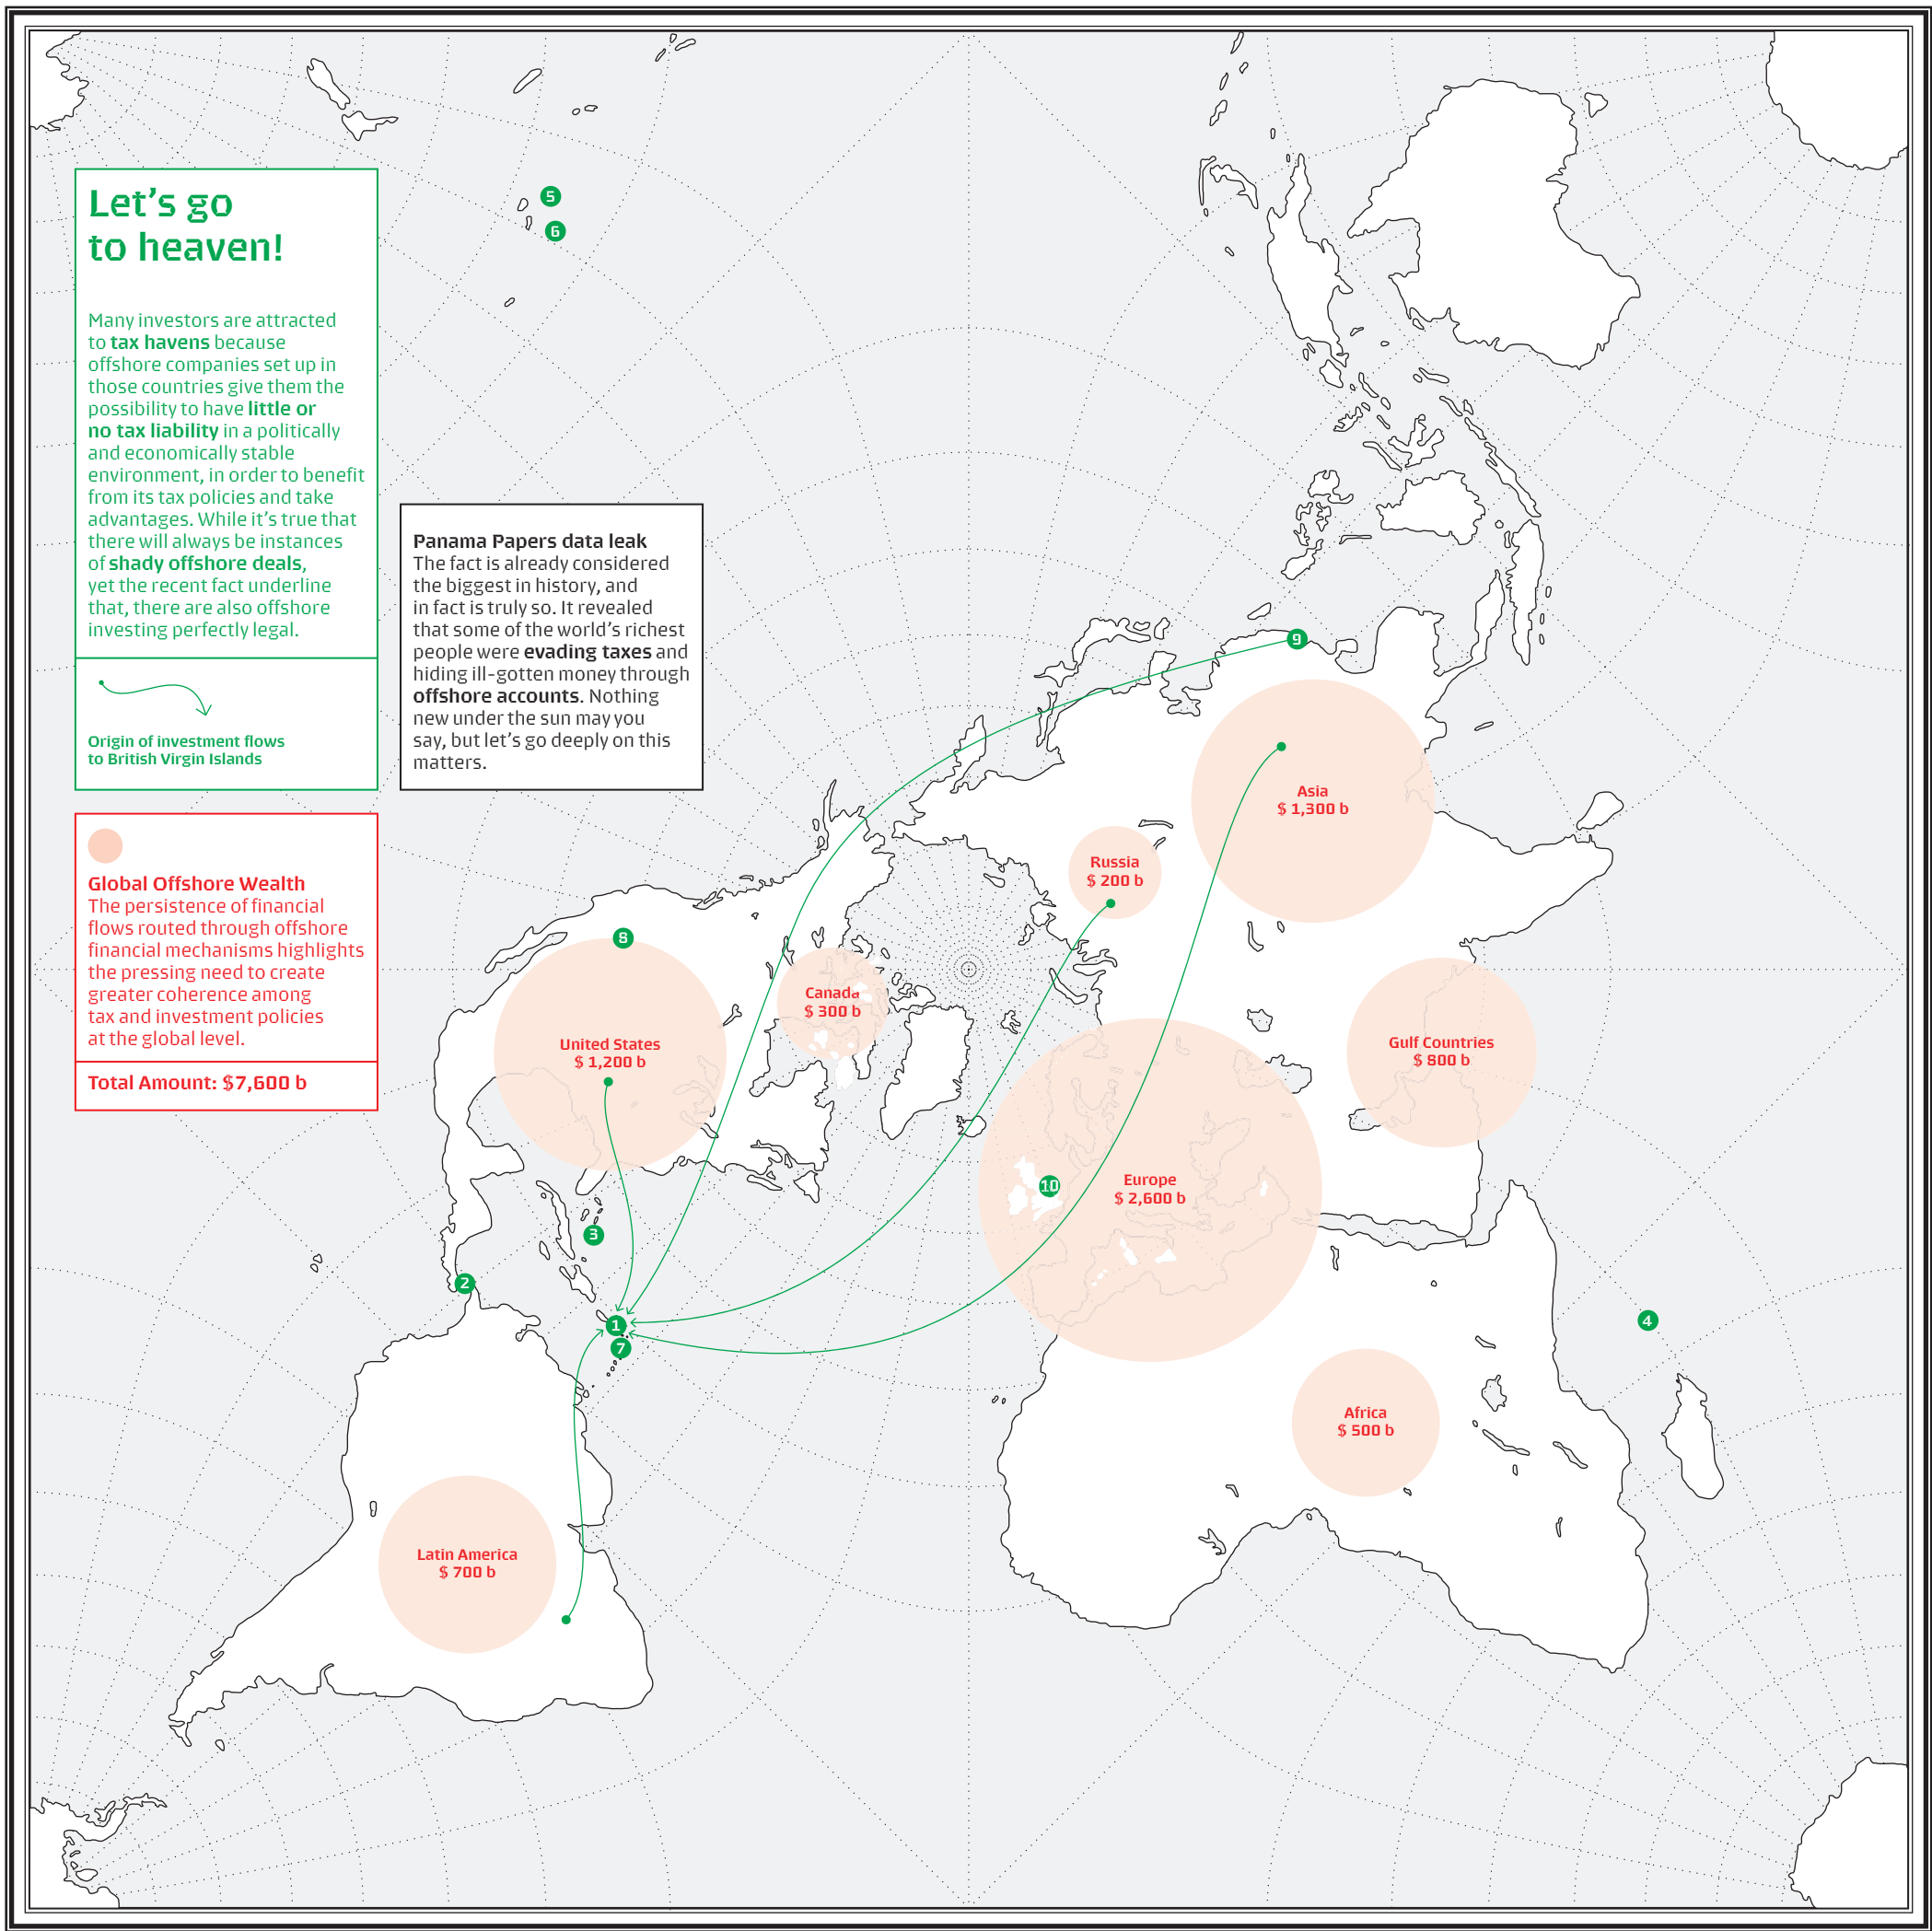 Let's go
to heaven!
Many investors are attracted
to tax havens because
offshore companies set up in
those countries give them the
possibility to have little or
no tax liability in a politically
and economically stable
environment, in order to benefit
from its tax policies and take
advantages. While it's true that
there will always be instances
of shady offshore deals,
yet the recent fact underline
that, there are also offshore
investing perfectly legal.
Origin of investment flows
to British Virgin Islands
Global Offshore Wealth
The persistence of financial
flows routed through offshore
financial mechanisms highlights
the pressing need to create
greater coherence among
tax and investment policies
at the global level.
Total Amount: $7,600 b
Panama Papers data leak
The fact is already considered
the biggest in history, and
in fact is truly so. It revealed
that some of the world's richest
people were evading taxes and
hiding ill-gotten money through
offshore accounts. Nothing
new under the sun may you
say, but let's go deeply on this
matters.
5
6
9
Asia
$ 1,300 b
Russia
$ 200 b
8
Canada
$ 300 b
United States
$ 1,200 b
Gulf Countries
$ 800 b
10
Europe
$ 2,600 b
3
2
1
7
4
Africa
$ 500 b
Latin America
$ 700 b